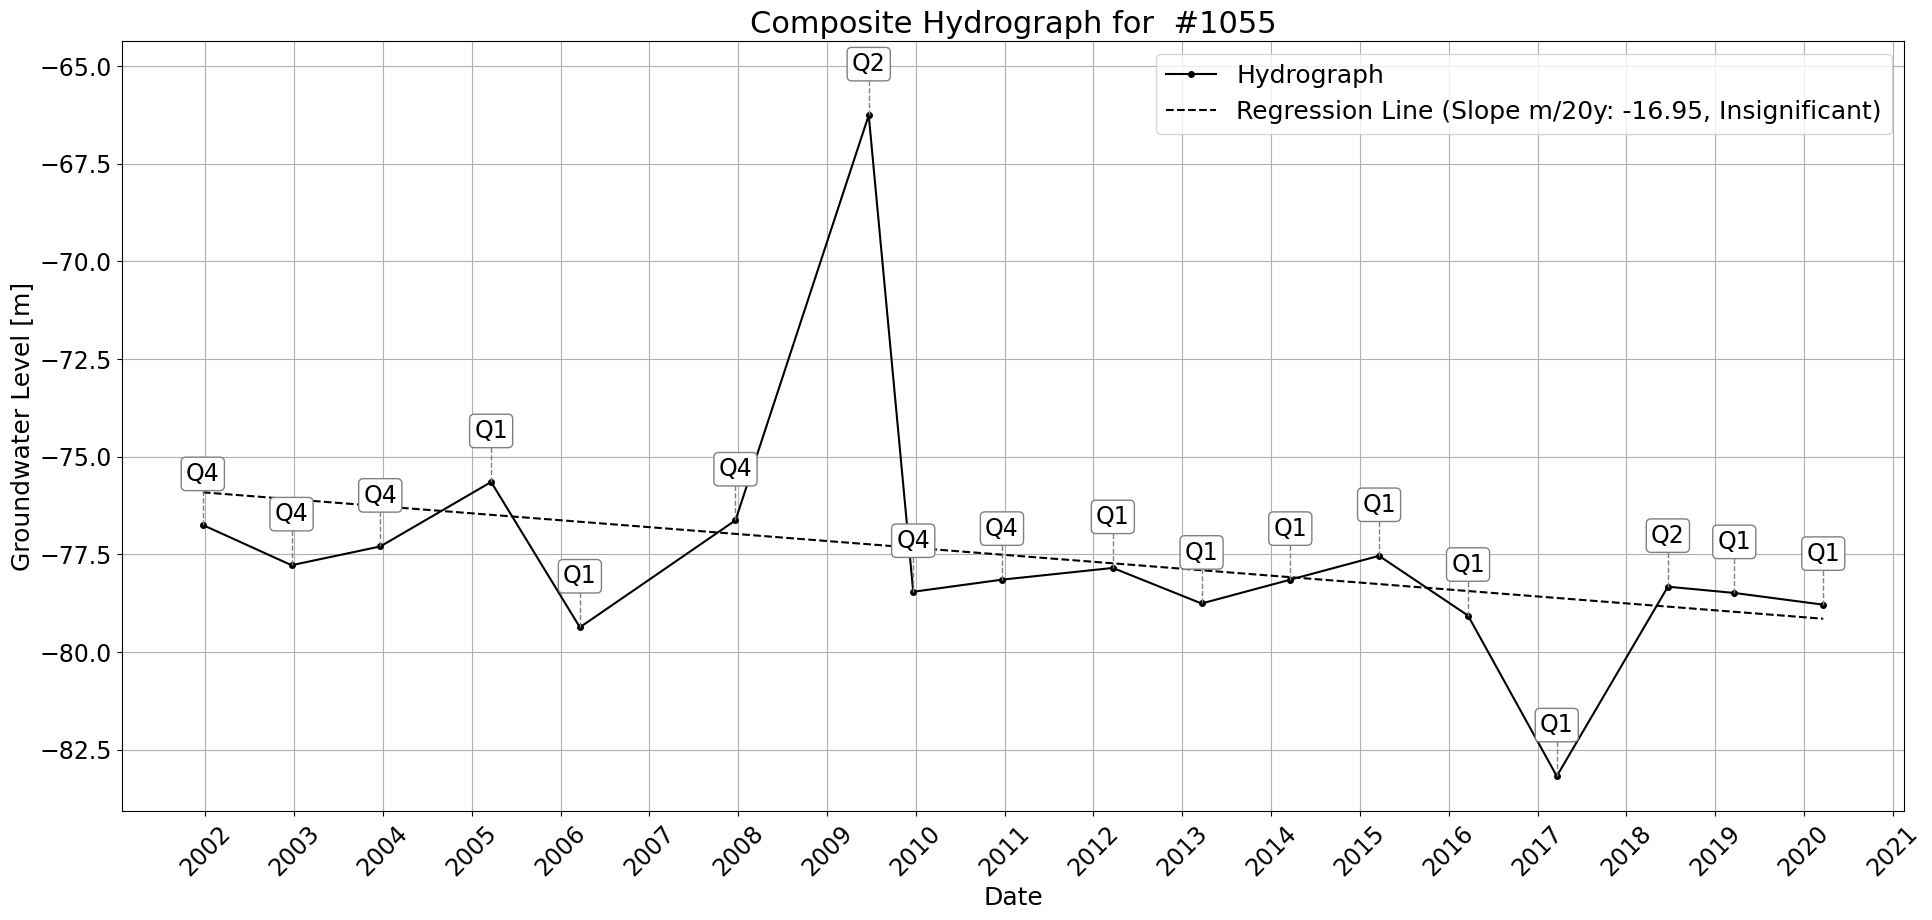 Composite Hydrograph for  #1055
Hydrograph
Regression Line (Slope m/20y: -16.95, Insignificant)
Groundwater Level [m]
−65.0
−67.5
−70.0
−72.5
−75.0
−77.5
−80.0
−82.5
Q4
Q4
Q4
Q1
Q1
Q4
Q2
Q4
Q4
Q1
Q1
Q1
Q1
Q1
Q1
Q2
Q1
Q1
2002
2003
2004
2005
2006
2007
2008
2009
2010
2011
2012
2013
2014
2015
2016
2017
2018
2019
2020
2021
Date